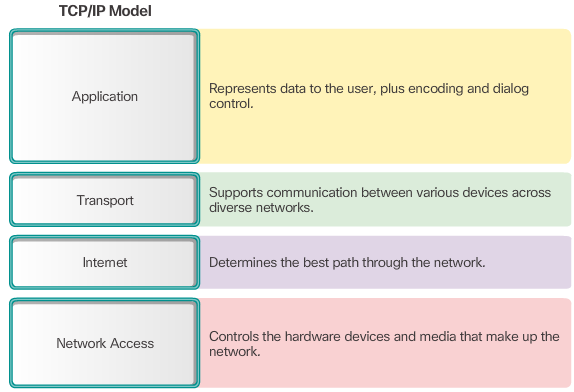 TCP/IP Model
Application
Represents data to the user, plus encoding and dialog
control.
Transport
Supports communication between various devices across
diverse networks.
Internet
Determines the best path through the network.
Network Access
Controls the hardware devices and media that make up the
network.